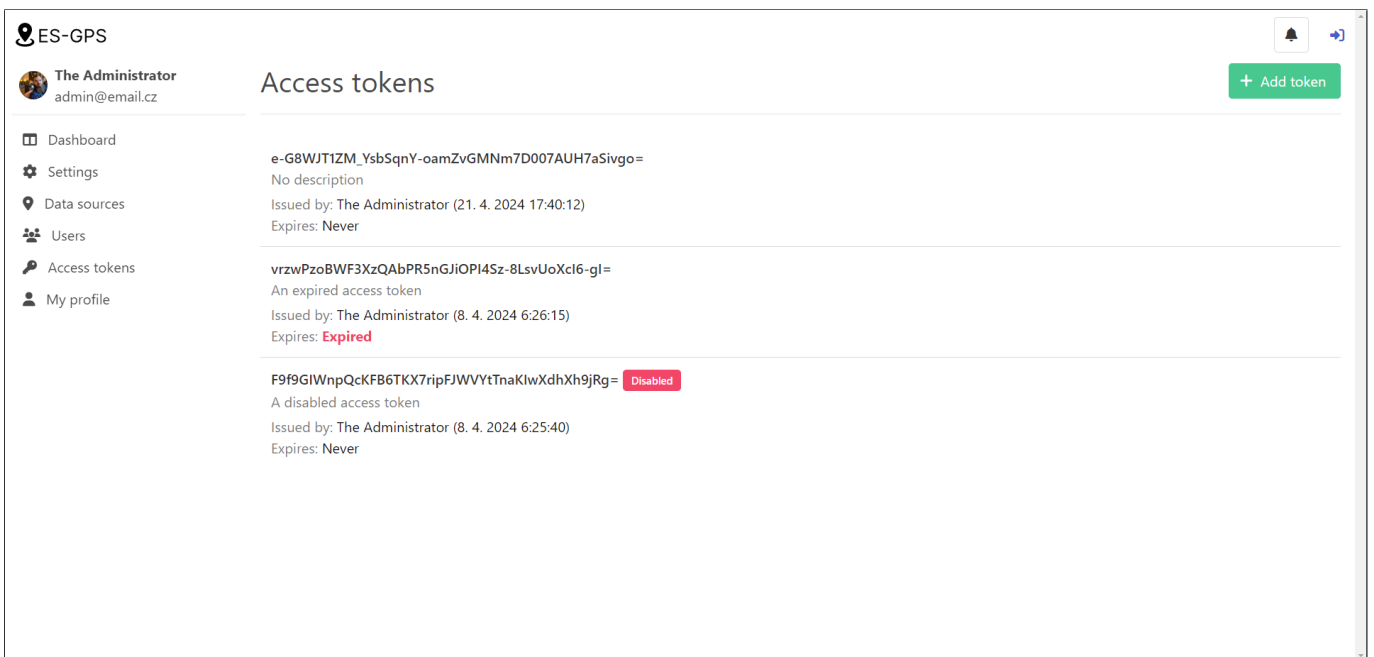 ES-GPS
The Administrator
admin@email.cz
Dashboard
Settings
Data sources
Users
Access tokens
My profile
Access tokens
+ Add token
e-G8WJT1ZM_YsbSqnY-oamZvGMNm7D007AUH7aSivgo=
No description
Issued by: The Administrator (21. 4. 2024 17:40:12)
Expires: Never
vrzwPzoBWF3XzQAbPR5nGJiOPI4Sz-8LsvUoXcI6-gI=
An expired access token
Issued by: The Administrator (8. 4. 2024 6:26:15)
Expires: Expired
F9f9GIWnpQcKFB6TKX7ripFJWVYtTnaKIwXdhXh9jRg= Disabled
A disabled access token
Issued by: The Administrator (8. 4. 2024 6:25:40)
Expires: Never